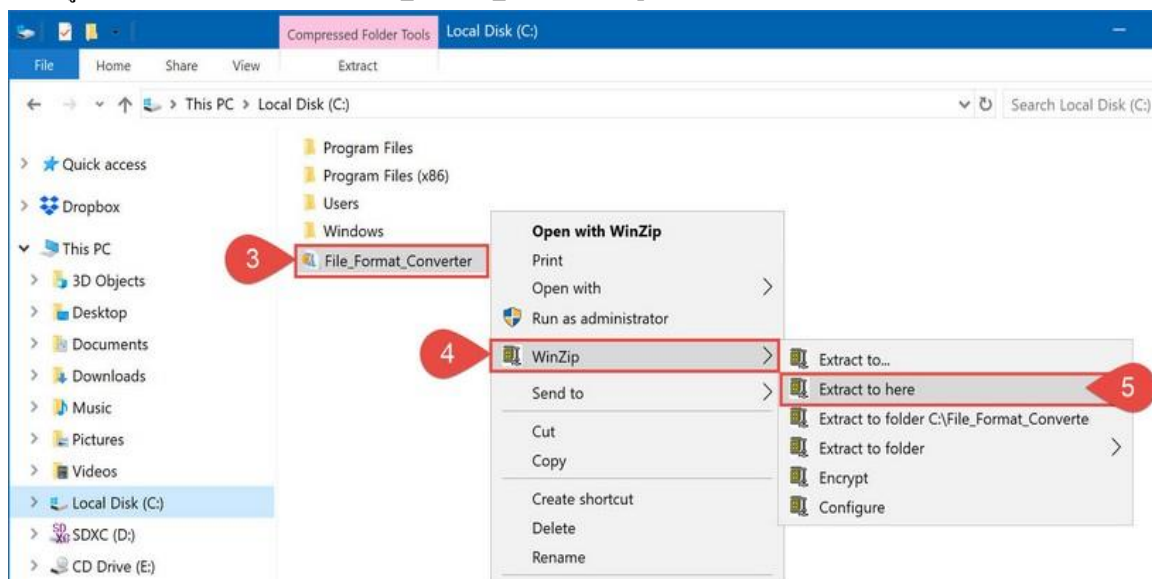 Compressed Folder Tools Local Disk (C:)
File Home Share View Extract
This PC > Local Disk (C:)
Search Local Disk (C:)
Quick access
Dropbox
This PC
3D Objects
Desktop
Documents
Downloads
Music
Pictures
Videos
Local Disk (C:)
SDXC (D:)
CD Drive (E:)
Program Files
Program Files (x86)
Users
Windows
3 File_Format_Converter
Open with WinZip
Print
Open with
Run as administrator
4 WinZip
Send to
Cut
Copy
Create shortcut
Delete
Rename
Extract to...
Extract to here 5
Extract to folder C:\File_Format_Converte
Extract to folder
Encrypt
Configure